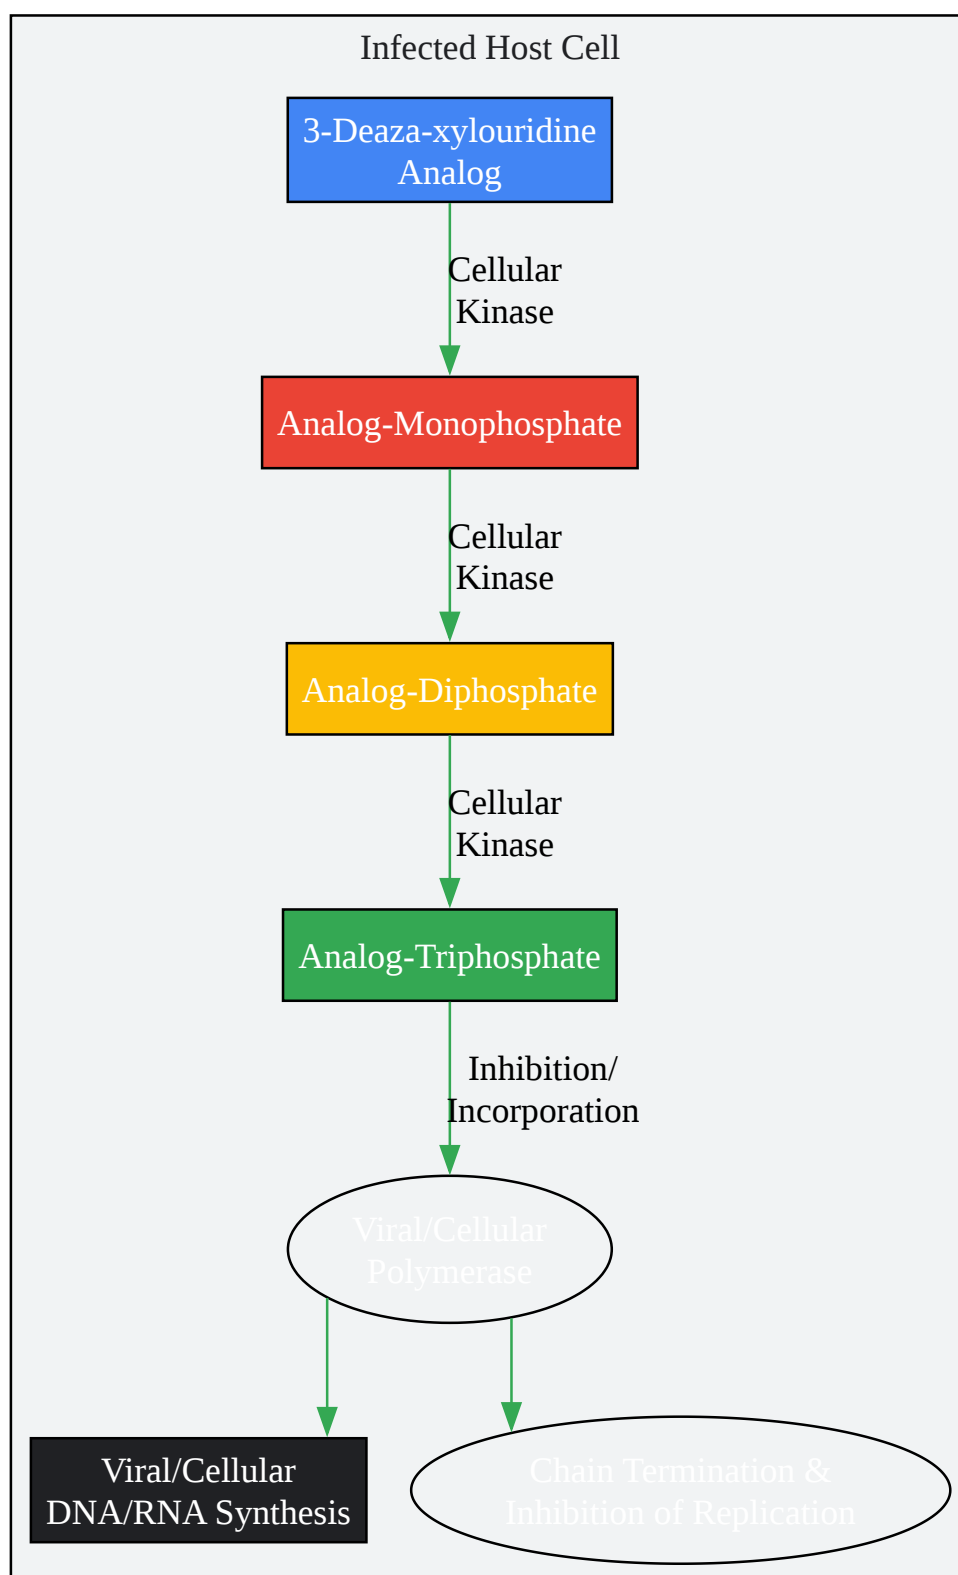 Infected Host Cell
3-Deaza-xylouridine
Analog
Cellular
Kinase
Analog-Monophosphate
Cellular
Kinase
Analog-Diphosphate
Cellular
Kinase
Analog-Triphosphate
Inhibition/
Incorporation
Viral/Cellular
Polymerase
Viral/Cellular
DNA/RNA Synthesis
Chain Termination &
Inhibition of Replication